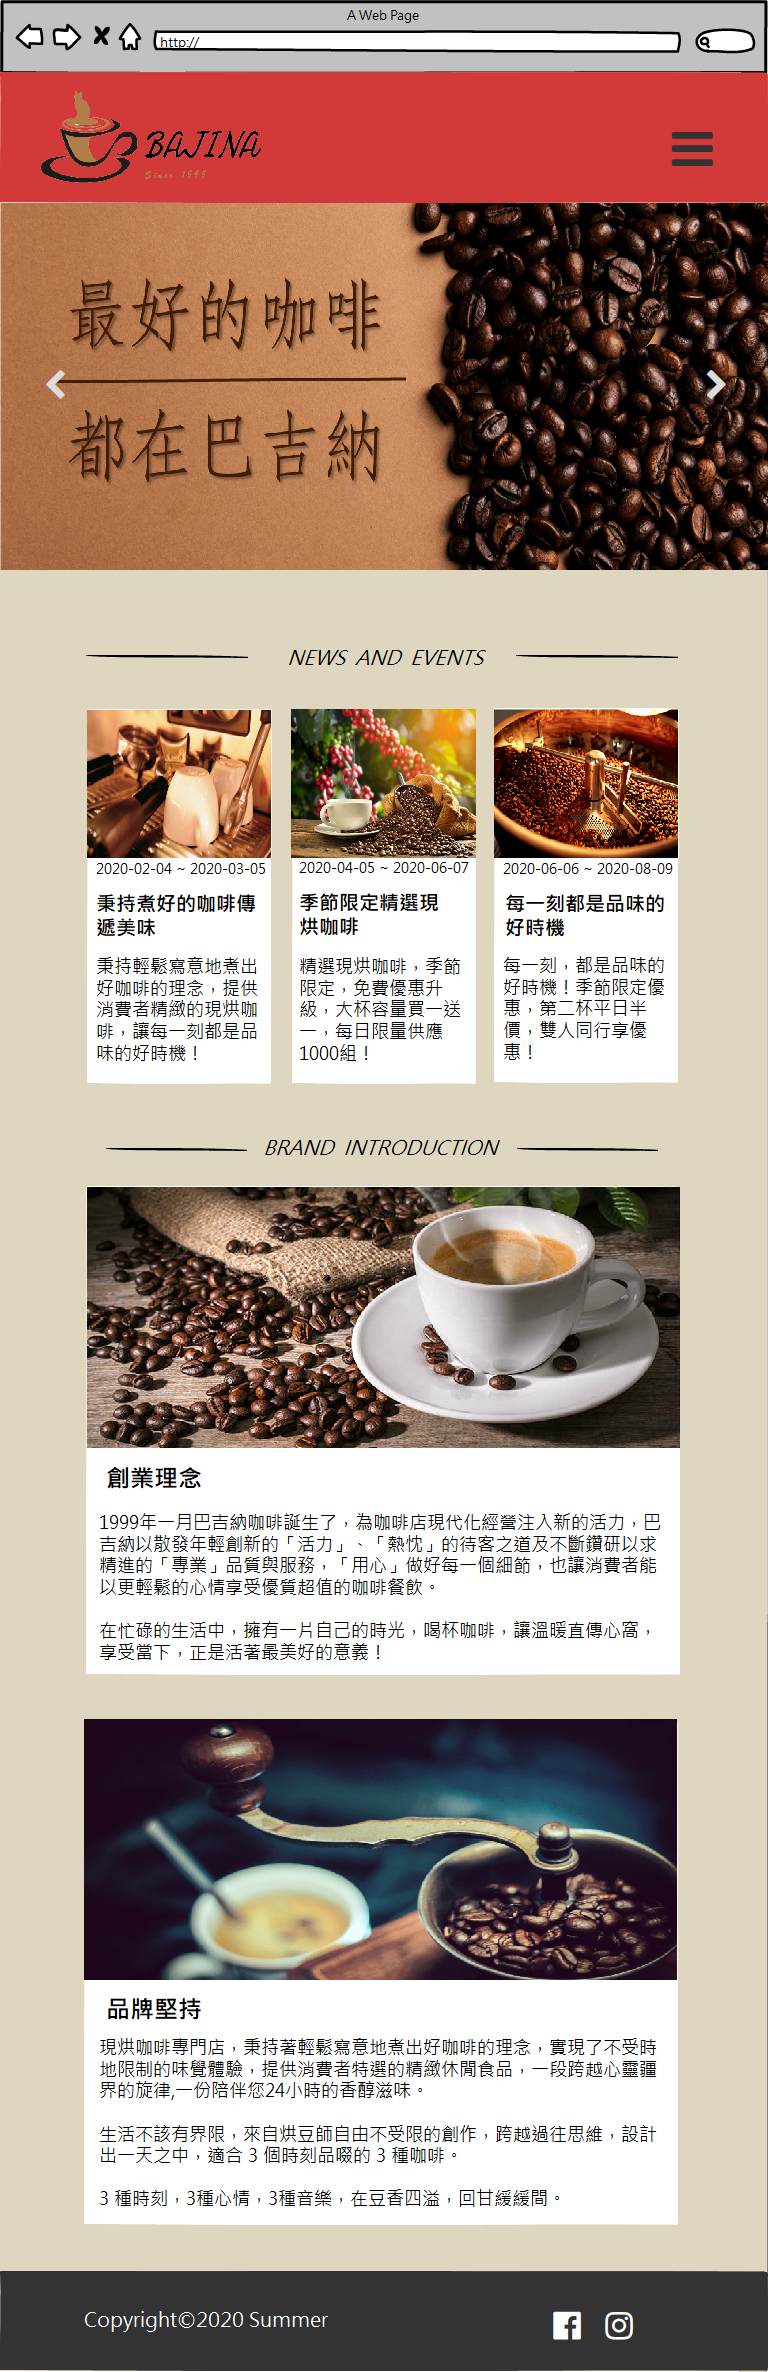 A Web Page
http://
BAJINA
Since 1949
最好的咖啡
都在巴吉納
NEWS AND EVENTS
2020-02-04 ~ 2020-03-05
秉持煮好的咖啡傳
遞美味
秉持輕鬆寫意地煮出
好咖啡的理念，提供
消費者精緻的現烘咖
啡，讓每一刻都是品
味的好時機！
2020-04-05 ~ 2020-06-07
季節限定精選現
烘咖啡
精選現烘咖啡，季節
限定，免費優惠升
級，大杯容量買一送
一，每日限量供應
1000組！
2020-06-06 ~ 2020-08-09
每一刻都是品味的
好時機
每一刻，都是品味的
好時機！季節限定優
惠，第二杯平日半
價，雙人同行享優
惠！
BRAND INTRODUCTION
創業理念
1999年一月巴吉納咖啡誕生了，為咖啡店現代化經營注入新的活力，巴
吉納以散發年輕創新的「活力」、「熱忱」的待客之道及不斷鑽研以求
精進的「專業」品質與服務，「用心」做好每一個細節，也讓消費者能
以更輕鬆的心情享受優質超值的咖啡餐飲。
在忙碌的生活中，擁有一片自己的時光，喝杯咖啡，讓溫暖直傳心窩，
享受當下，正是活著最美好的意義！
品牌堅持
現烘咖啡專門店，秉持著輕鬆寫意地煮出好咖啡的理念，實現了不受時
地限制的味覺體驗，提供消費者特選的精緻休閒食品，一段跨越心靈疆
界的旋律,一份陪伴您24小時的香醇滋味。
生活不該有界限，來自烘豆師自由不受限的創作，跨越過往思維，設計
出一天之中，適合 3 個時刻品啜的 3 種咖啡。
3 種時刻，3種心情，3種音樂，在豆香四溢，回甘緩緩間。
Copyright©2020 Summer